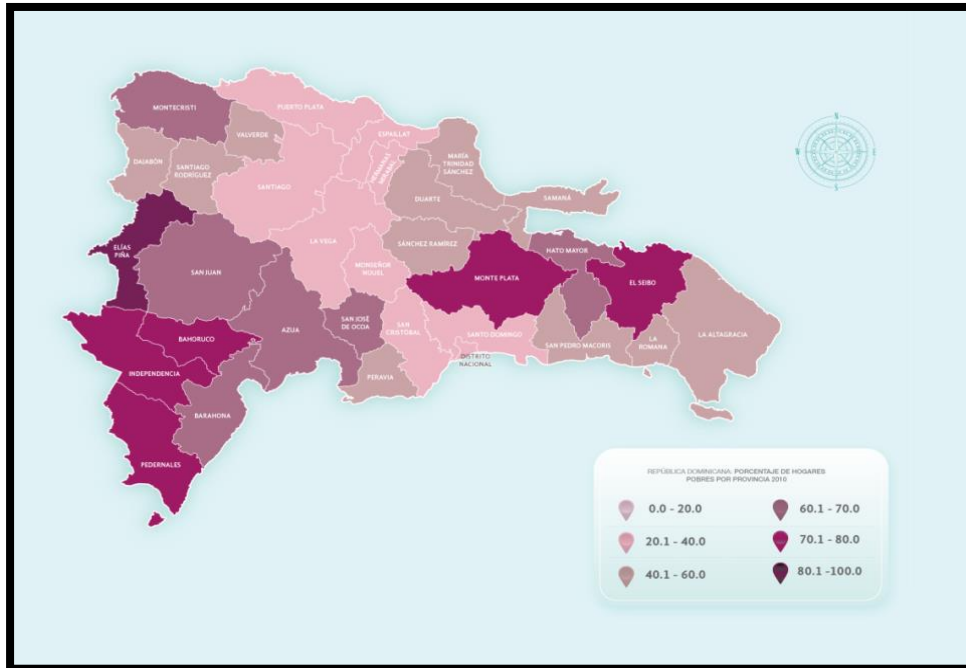 MONTECRISTI
PUERTO PLATA
VALVERDE
ESPAILLAT
HERMANAS
MIRABAL
DAJABÓN
SANTIAGO
RODRÍGUEZ
SANTIAGO
MARÍA
TRINIDAD
SÁNCHEZ
DUARTE
SAMANÁ
ELÍAS
PIÑA
SAN JUAN
LA VEGA
SÁNCHEZ RAMÍREZ
MONSEÑOR
NOUEL
HATO MAYOR
MONTE PLATA
EL SEIBO
BAHORUCO
AZUA
SAN JOSÉ
DE OCOA
SAN
CRISTOBAL
SANTO DOMINGO
SAN PEDRO MACORIS
LA
ROMANA
LA ALTAGRACIA
DISTRITO
NACIONAL
INDEPENDENCIA
PERAVIA
BARAHONA
PEDERNALES
REPÚBLICA DOMINICANA: PORCENTAJE DE HOGARES
POBRES POR PROVINCIA 2010
0.0 - 20.0
20.1 - 40.0
40.1 - 60.0
60.1 - 70.0
70.1 - 80.0
80.1 -100.0